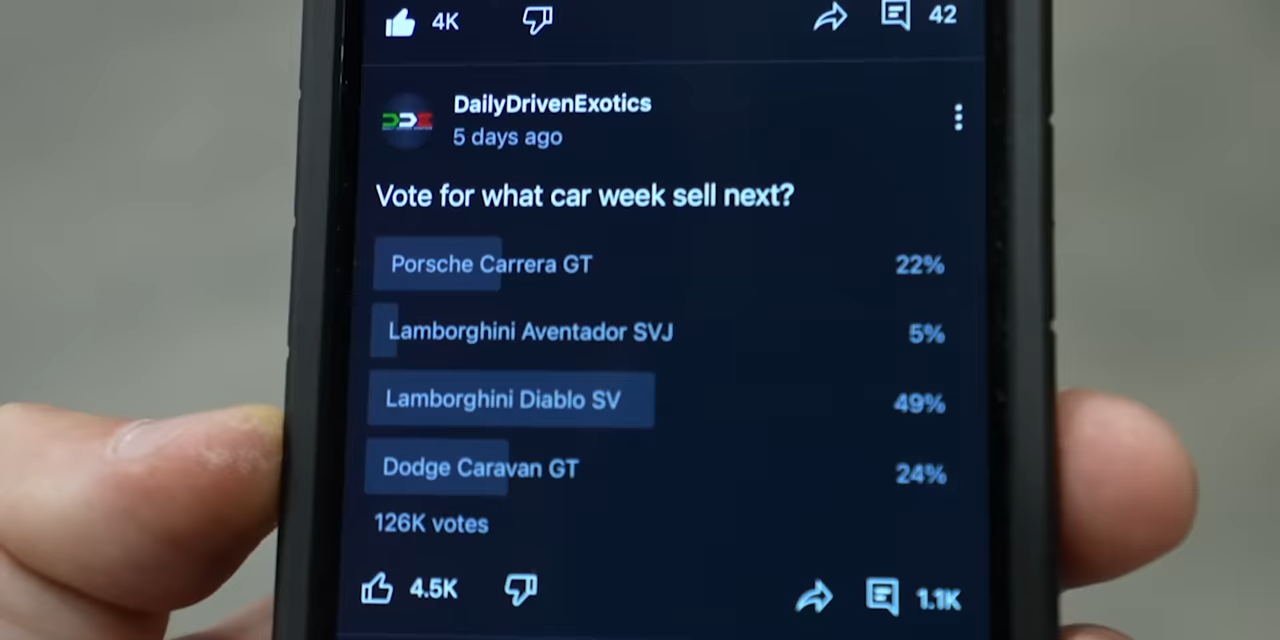 4K
42
DailyDrivenExotics
5 days ago
Vote for what car week sell next?
Porsche Carrera GT 22%
Lamborghini Aventador SVJ 5%
Lamborghini Diablo SV 49%
Dodge Caravan GT 24%
126K votes
4.5K
1.1K